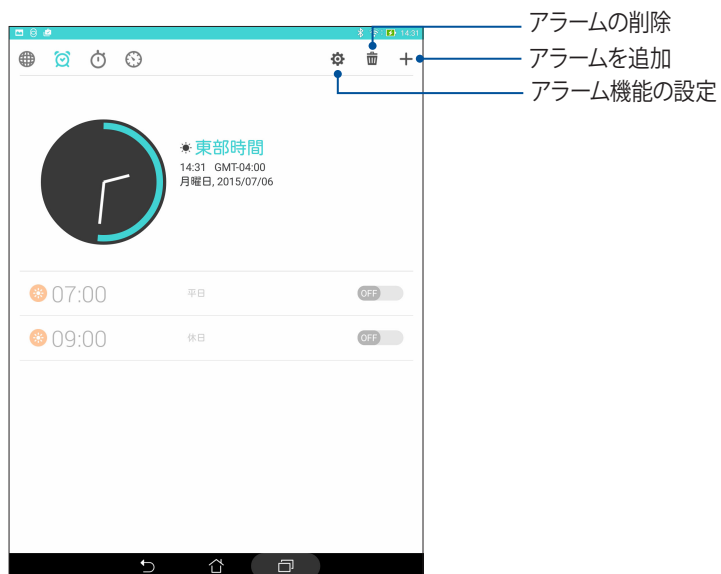 14:31
アラームの削除
アラームを追加
アラーム機能の設定
東部時間
14:31 GMT-04:00
月曜日, 2015/07/06
07:00 平日 OFF
09:00 休日 OFF